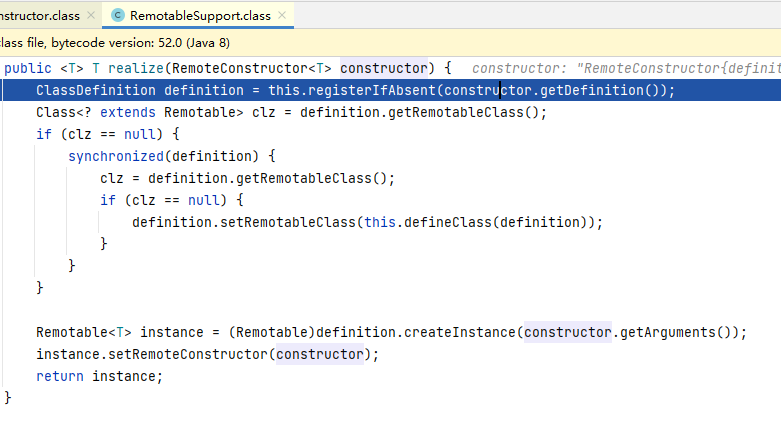 nstructor.class × C RemotableSupport.class ×
class file, bytecode version: 52.0 (Java 8)
public <T> T realize(RemoteConstructor<T> constructor) {   constructor: "RemoteConstructor{definit
    ClassDefinition definition = this.registerIfAbsent(constructor.getDefinition());
    Class<? extends Remotable> clz = definition.getRemotableClass();
    if (clz == null) {
        synchronized(definition) {
            clz = definition.getRemotableClass();
            if (clz == null) {
                definition.setRemotableClass(this.defineClass(definition));
            }
        }
    }
    Remotable<T> instance = (Remotable)definition.createInstance(constructor.getArguments());
    instance.setRemoteConstructor(constructor);
    return instance;
}